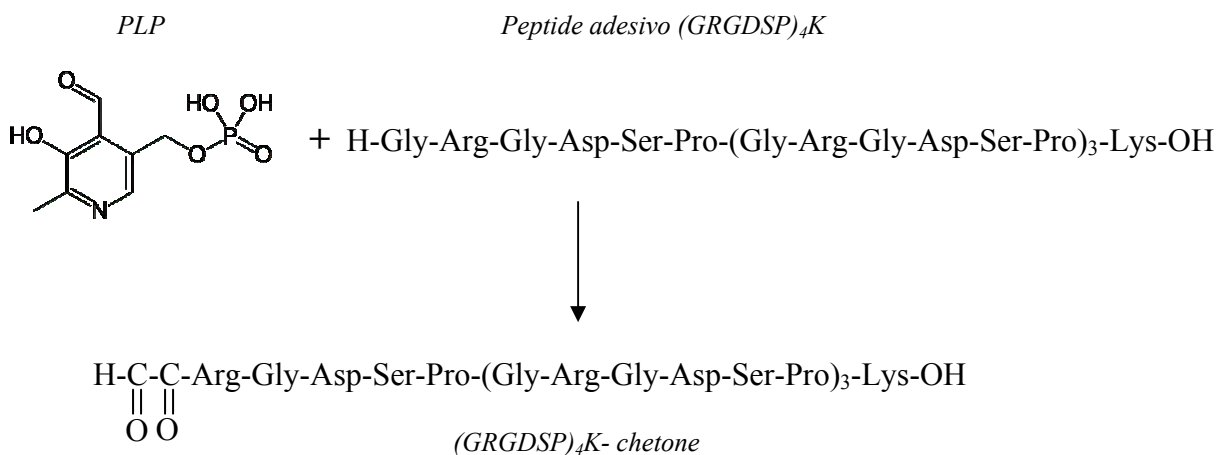 PLP Peptide adesivo (GRGDSP)₄K
O
HO OH
HO P
O O
N
+ H-Gly-Arg-Gly-Asp-Ser-Pro-(Gly-Arg-Gly-Asp-Ser-Pro)₃-Lys-OH
H-C-C-Arg-Gly-Asp-Ser-Pro-(Gly-Arg-Gly-Asp-Ser-Pro)₃-Lys-OH
O O
(GRGDSP)₄K- chetone